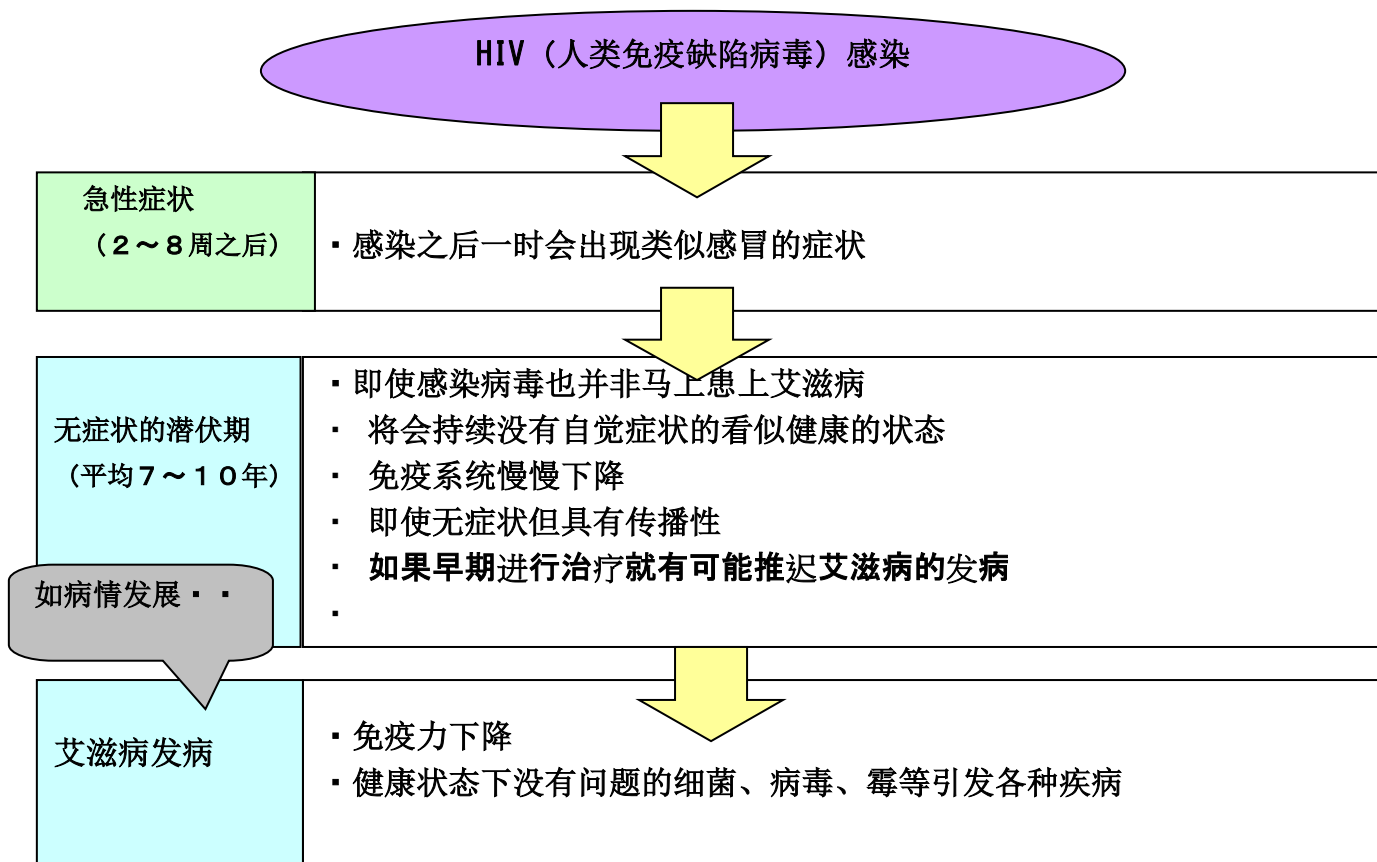 HIV（人类免疫缺陷病毒）感染
急性症状
（２～８周之后）
▪感染之后一时会出现类似感冒的症状
无症状的潜伏期
（平均７～１０年）
▪即使感染病毒也并非马上患上艾滋病
▪ 将会持续没有自觉症状的看似健康的状态
▪ 免疫系统慢慢下降
▪ 即使无症状但具有传播性
▪ 如果早期进行治疗就有可能推迟艾滋病的发病
▪
如病情发展▪▪
艾滋病发病
▪免疫力下降
▪健康状态下没有问题的细菌、病毒、霉等引发各种疾病